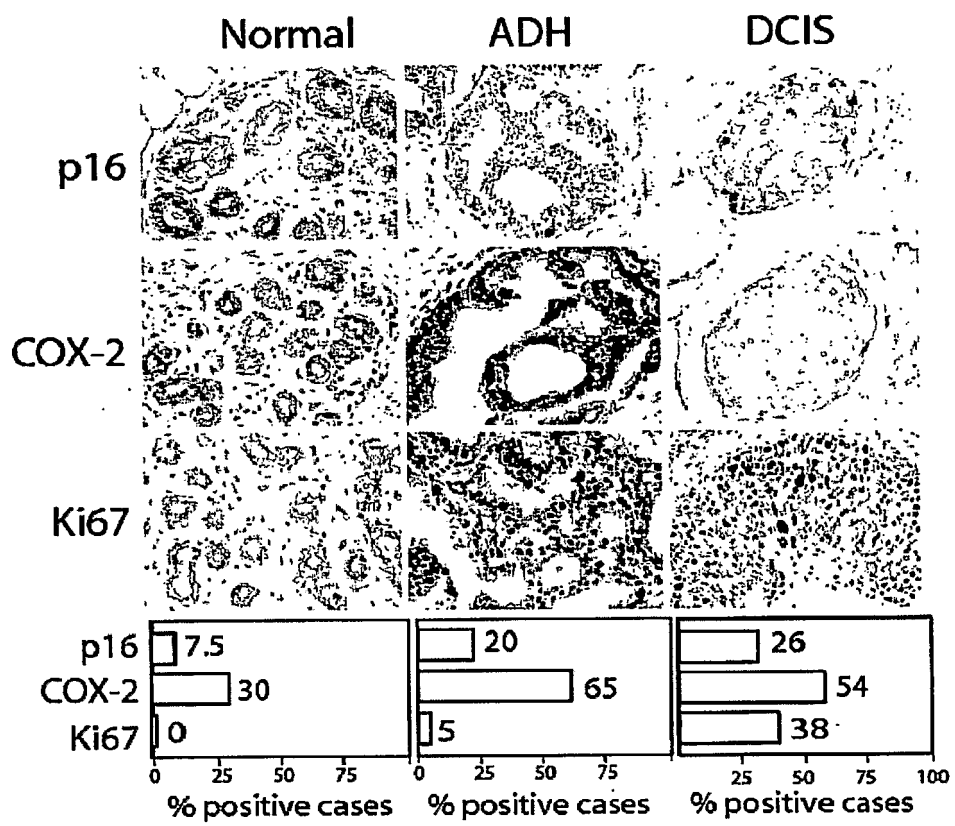 Normal ADH DCIS
p16
COX-2
Ki67
p16 7.5 20 26
COX-2 30 65 54
Ki67 0 5 38
0 25 50 75 0 25 50 75 25 50 75 100
% positive cases % positive cases % positive cases